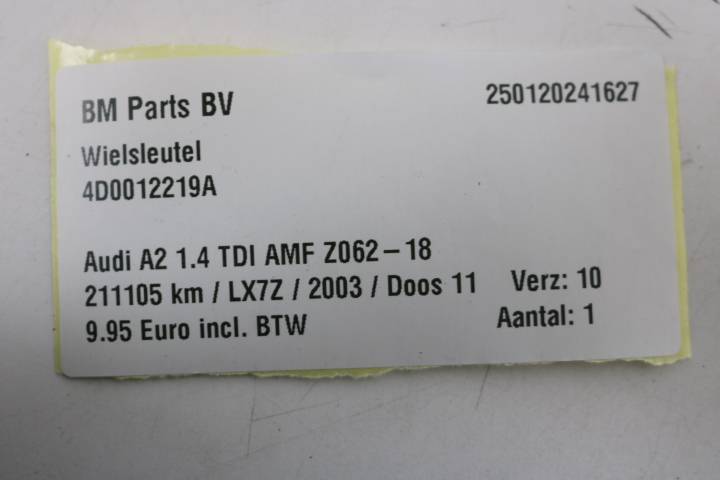 BM Parts BV 250120241627
Wielsleutel
4D0012219A
Audi A2 1.4 TDI AMF Z062-18
211105 km / LX7Z / 2003 / Doos 11 Verz: 10
9.95 Euro incl. BTW Aantal: 1